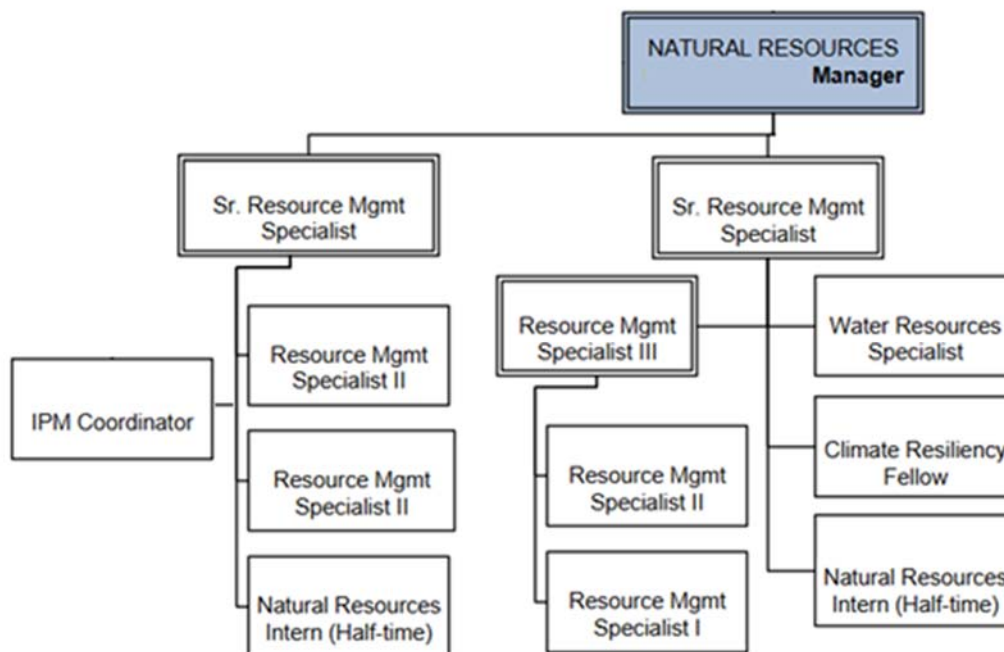 NATURAL RESOURCES
Manager
Sr. Resource Mgmt
Specialist
Sr. Resource Mgmt
Specialist
IPM Coordinator
Resource Mgmt
Specialist II
Resource Mgmt
Specialist II
Natural Resources
Intern (Half-time)
Resource Mgmt
Specialist III
Resource Mgmt
Specialist II
Resource Mgmt
Specialist I
Water Resources
Specialist
Climate Resiliency
Fellow
Natural Resources
Intern (Half-time)